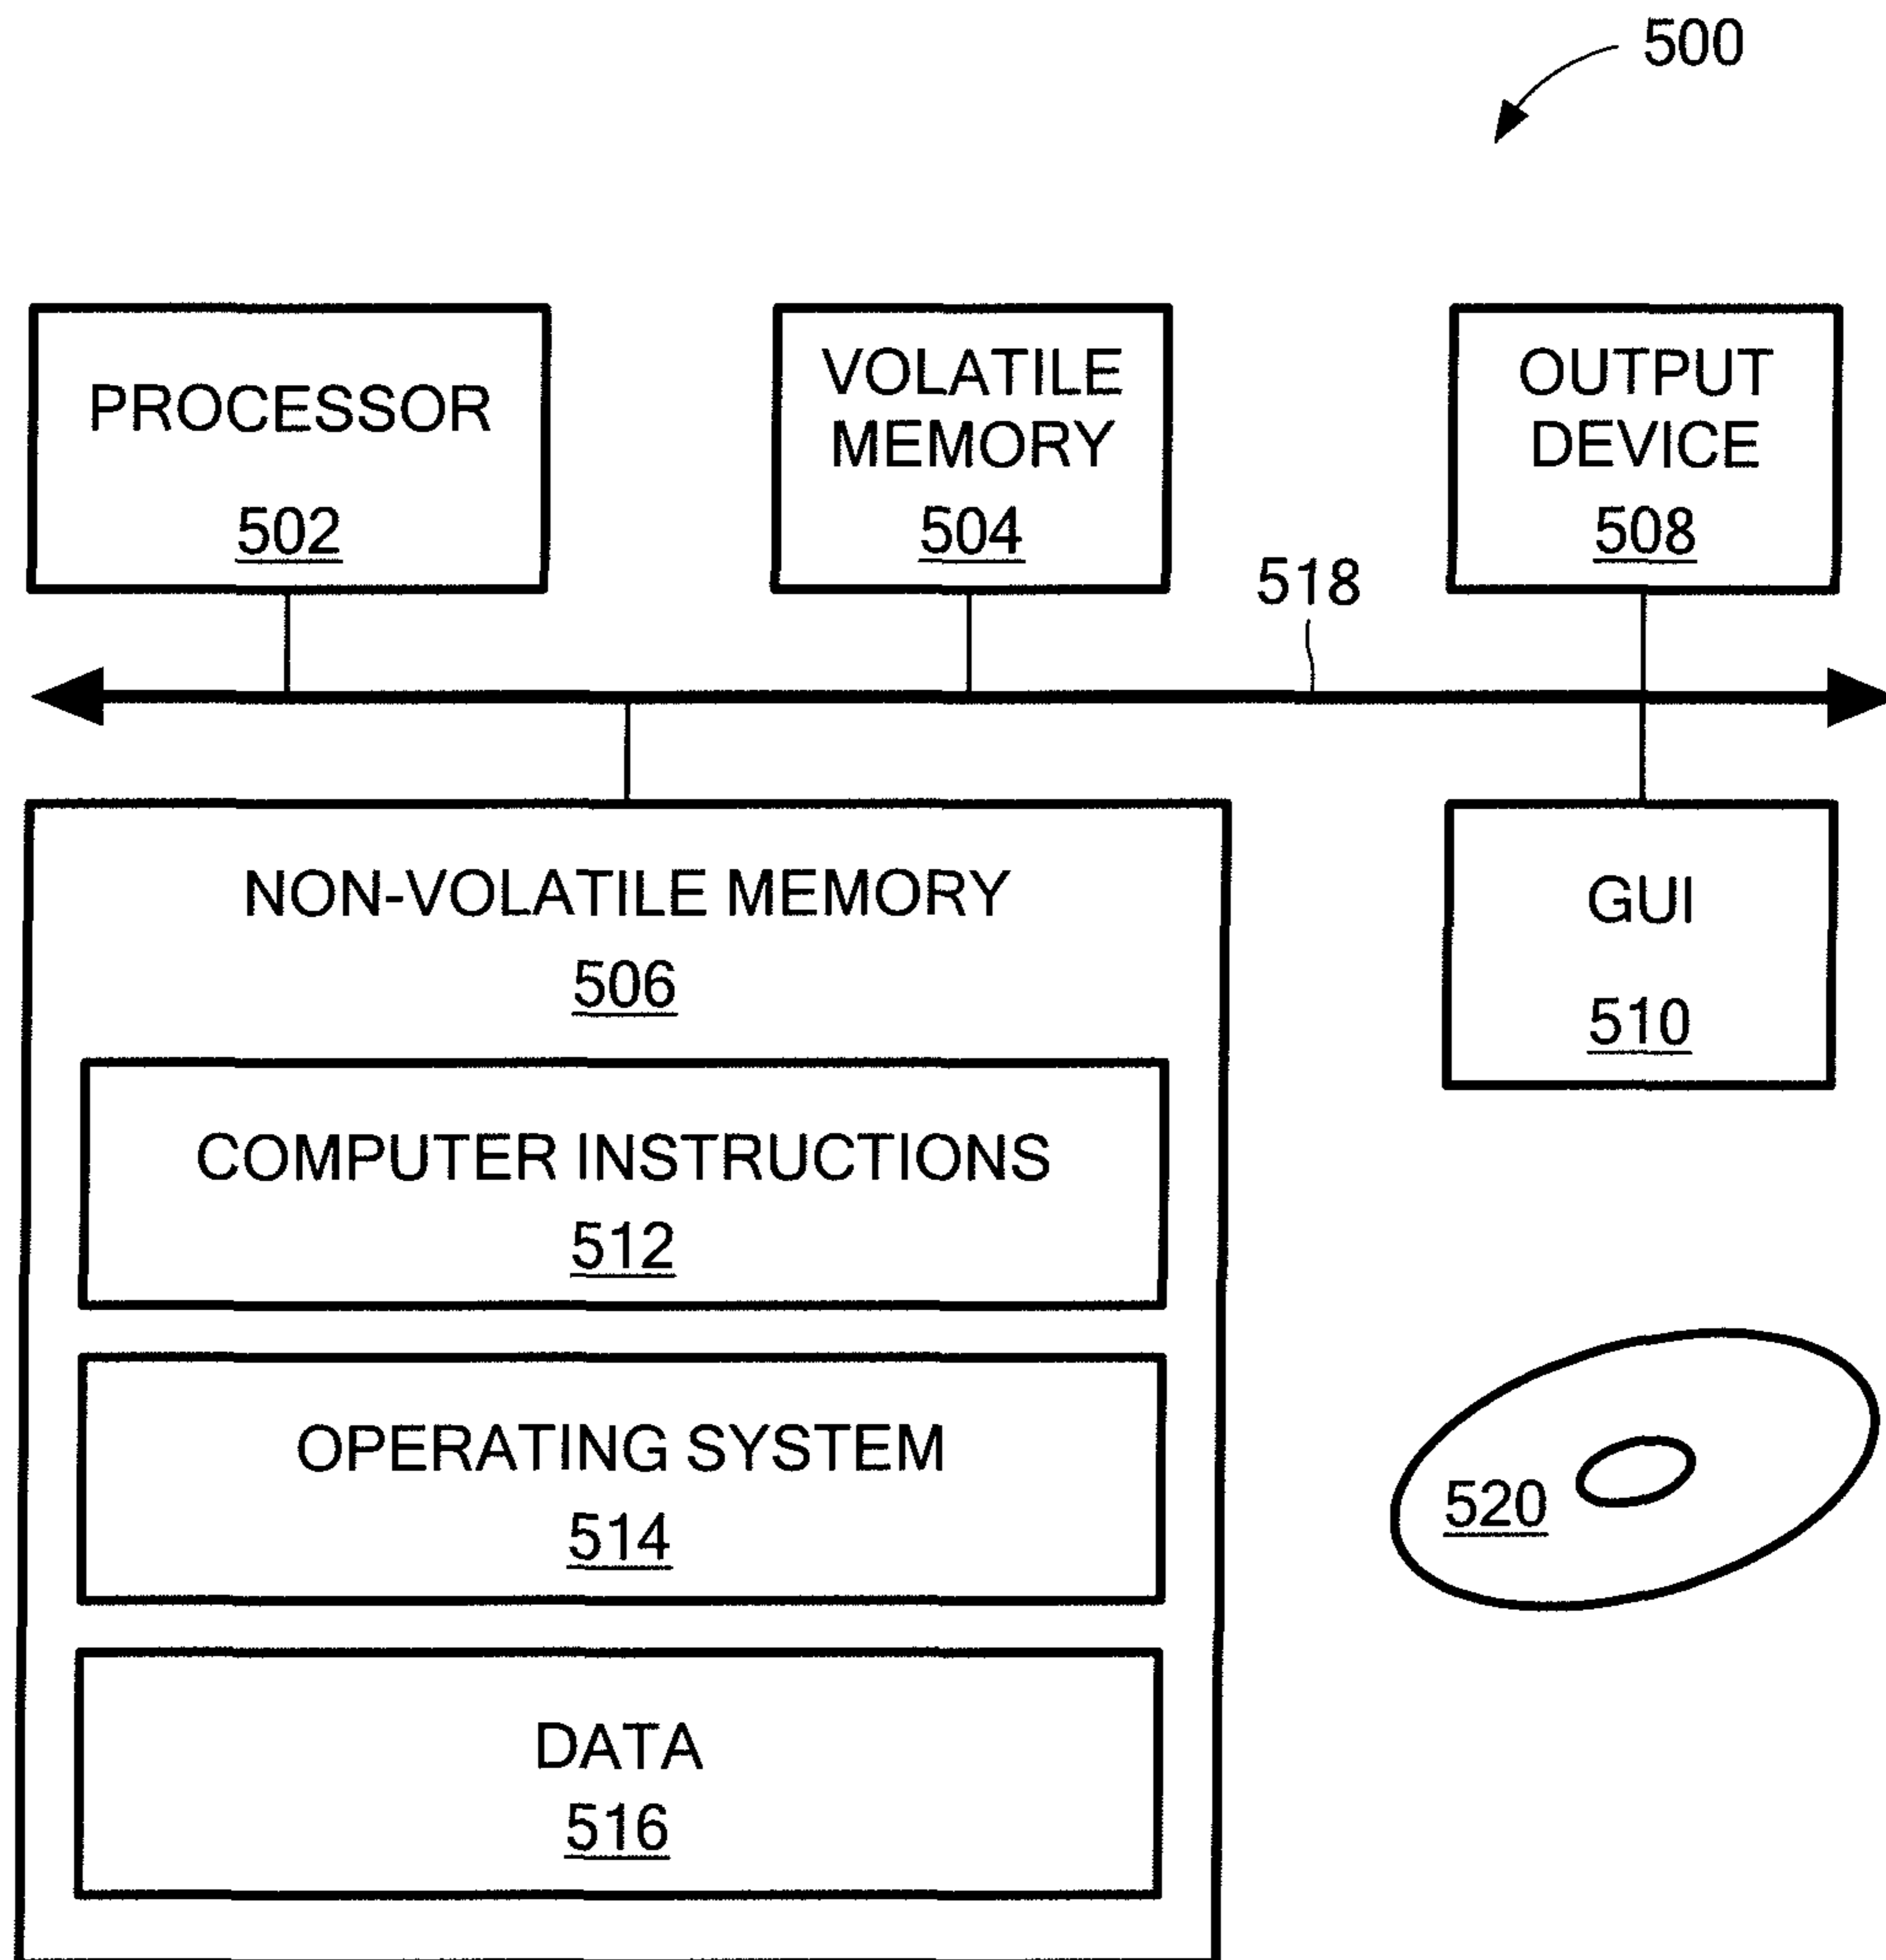 500
PROCESSOR
502
VOLATILE
MEMORY
504
OUTPUT
DEVICE
508
518
NON-VOLATILE MEMORY
506
GUI
510
COMPUTER INSTRUCTIONS
512
OPERATING SYSTEM
514
520
DATA
516